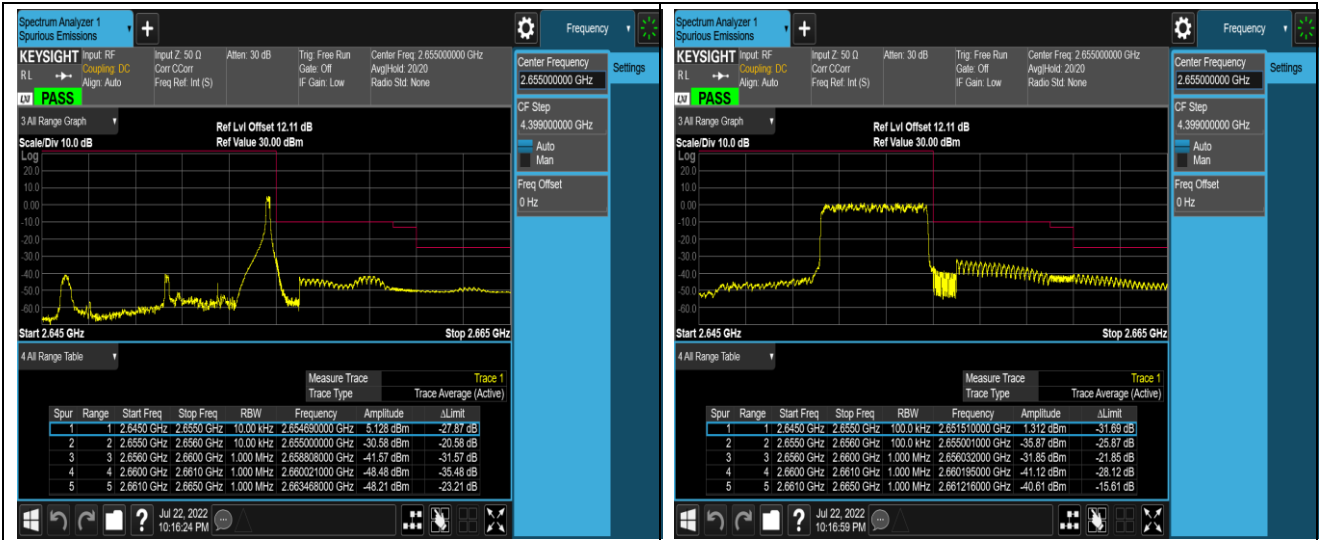 Spectrum Analyzer 1
Spurious Emissions
+
Frequency
KEYSIGHT Input: RF Input Z: 50 Ω Atten: 30 dB Trig: Free Run Center Freq: 2.655000000 GHz
RL Coupling: DC Corr CCorr Gate: Off Avg|Hold: 20/20
Align: Auto Freq Ref: Int (S) IF Gain: Low Radio Std: None
LXI PASS
Center Frequency
2.655000000 GHz
Settings
CF Step
4.399000000 GHz
Auto
Man
Freq Offset
0 Hz
3 All Range Graph
Ref Lvl Offset 12.11 dB
Scale/Div 10.0 dB Ref Value 30.00 dBm
Log
20.0
10.0
0.00
-10.0
-20.0
-30.0
-40.0
-50.0
-60.0
Start 2.645 GHz Stop 2.665 GHz
4 All Range Table
Measure Trace Trace 1
Trace Type Trace Average (Active)
Spur Range Start Freq Stop Freq RBW Frequency Amplitude ΔLimit
1 1 2.6450 GHz 2.6550 GHz 10.00 kHz 2.654690000 GHz 5.128 dBm -27.87 dB
2 2 2.6550 GHz 2.6560 GHz 10.00 kHz 2.655000000 GHz -30.58 dBm -20.58 dB
3 3 2.6560 GHz 2.6600 GHz 1.000 MHz 2.658808000 GHz -41.57 dBm -31.57 dB
4 4 2.6600 GHz 2.6610 GHz 1.000 MHz 2.660021000 GHz -48.48 dBm -35.48 dB
5 5 2.6610 GHz 2.6650 GHz 1.000 MHz 2.663468000 GHz -48.21 dBm -23.21 dB
?
Jul 22, 2022
10:16:24 PM
Spectrum Analyzer 1
Spurious Emissions
+
Frequency
KEYSIGHT Input: RF Input Z: 50 Ω Atten: 30 dB Trig: Free Run Center Freq: 2.655000000 GHz
RL Coupling: DC Corr CCorr Gate: Off Avg|Hold: 20/20
Align: Auto Freq Ref: Int (S) IF Gain: Low Radio Std: None
LXI PASS
Center Frequency
2.655000000 GHz
Settings
CF Step
4.399000000 GHz
Auto
Man
Freq Offset
0 Hz
3 All Range Graph
Ref Lvl Offset 12.11 dB
Scale/Div 10.0 dB Ref Value 30.00 dBm
Log
20.0
10.0
0.00
-10.0
-20.0
-30.0
-40.0
-50.0
-60.0
Start 2.645 GHz Stop 2.665 GHz
4 All Range Table
Measure Trace Trace 1
Trace Type Trace Average (Active)
Spur Range Start Freq Stop Freq RBW Frequency Amplitude ΔLimit
1 1 2.6450 GHz 2.6550 GHz 100.0 kHz 2.651510000 GHz 1.312 dBm -31.69 dB
2 2 2.6550 GHz 2.6560 GHz 100.0 kHz 2.655001000 GHz -35.87 dBm -25.87 dB
3 3 2.6560 GHz 2.6600 GHz 1.000 MHz 2.656032000 GHz -31.85 dBm -21.85 dB
4 4 2.6600 GHz 2.6610 GHz 1.000 MHz 2.660195000 GHz -41.12 dBm -28.12 dB
5 5 2.6610 GHz 2.6650 GHz 1.000 MHz 2.661216000 GHz -40.61 dBm -15.61 dB
?
Jul 22, 2022
10:16:59 PM